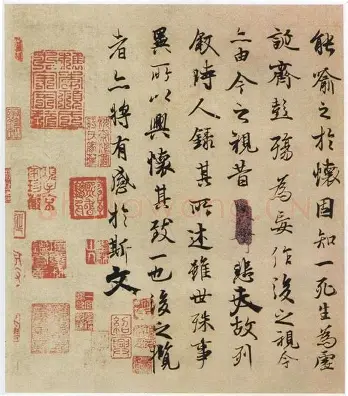 能喻之於懷固知一死生為虛
誕齊彭殤為妄作後之視今
亦由今之視昔悲夫故列
敘時人錄其所述雖世殊事
異所以興懷其致一也後之攬
者亦將有感於斯文